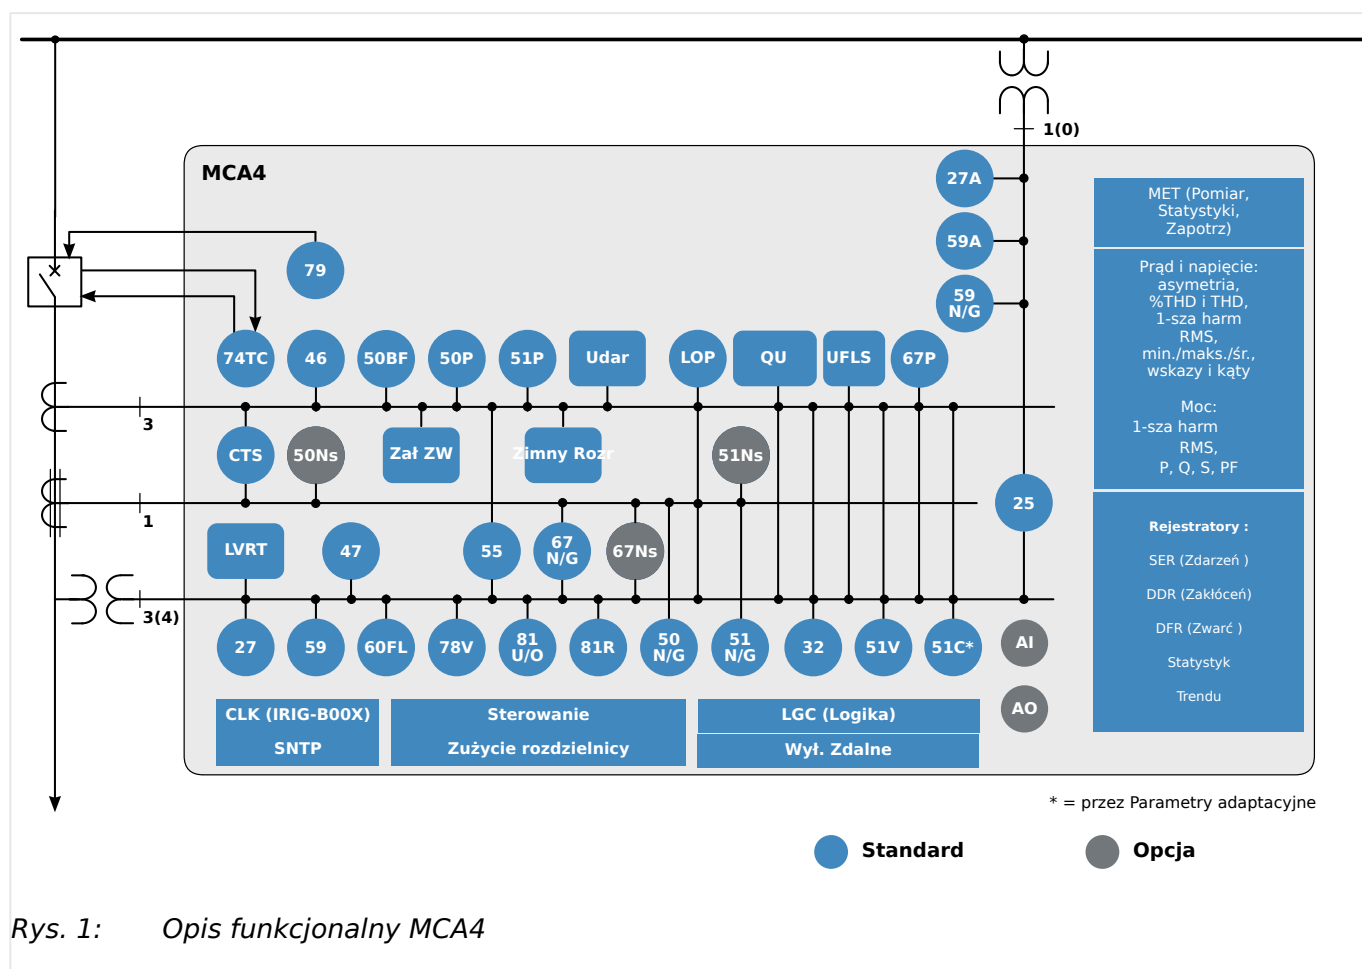 1(0)
MCA4
27A
59A
59
N/G
79
74TC
46
50BF
50P
51P
Udar
LOP
QU
UFLS
67P
3
CTS
50Ns
Zał ZW
Zimny Rozr
51Ns
1
25
LVRT
47
55
67
N/G
67Ns
3(4)
27
59
60FL
78V
81
U/O
81R
50
N/G
51
N/G
32
51V
51C*
AI
AO
CLK (IRIG-B00X)
SNTP
Sterowanie
Zużycie rozdzielnicy
LGC (Logika)
Wył. Zdalne
MET (Pomiar,
Statystyki,
Zapotrz)
Prąd i napięcie:
asymetria,
%THD i THD,
1-sza harm
RMS,
min./maks./śr.,
wskazy i kąty
Moc:
1-sza harm
RMS,
P, Q, S, PF
Rejestratory :
SER (Zdarzeń )
DDR (Zakłóceń)
DFR (Zwarć )
Statystyk
Trendu
* = przez Parametry adaptacyjne
Standard
Opcja
Rys. 1: Opis funkcjonalny MCA4